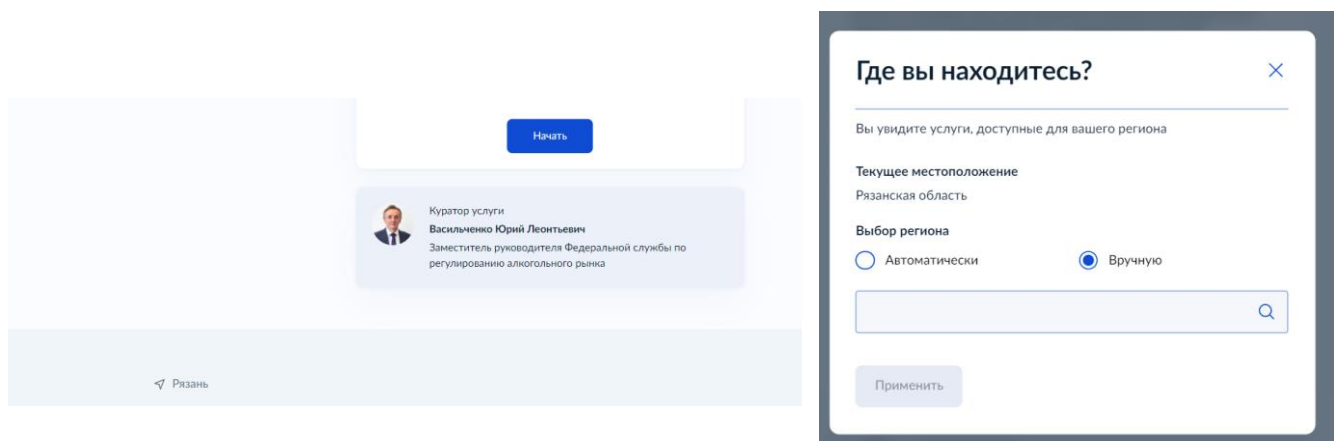 Начать
Куратор услуги
Васильченко Юрий Леонтьевич
Заместитель руководителя Федеральной службы по
регулированию алкогольного рынка
Рязань
Где вы находитесь?
Вы увидите услуги, доступные для вашего региона
Текущее местоположение
Рязанская область
Выбор региона
Автоматически Вручную
Применить